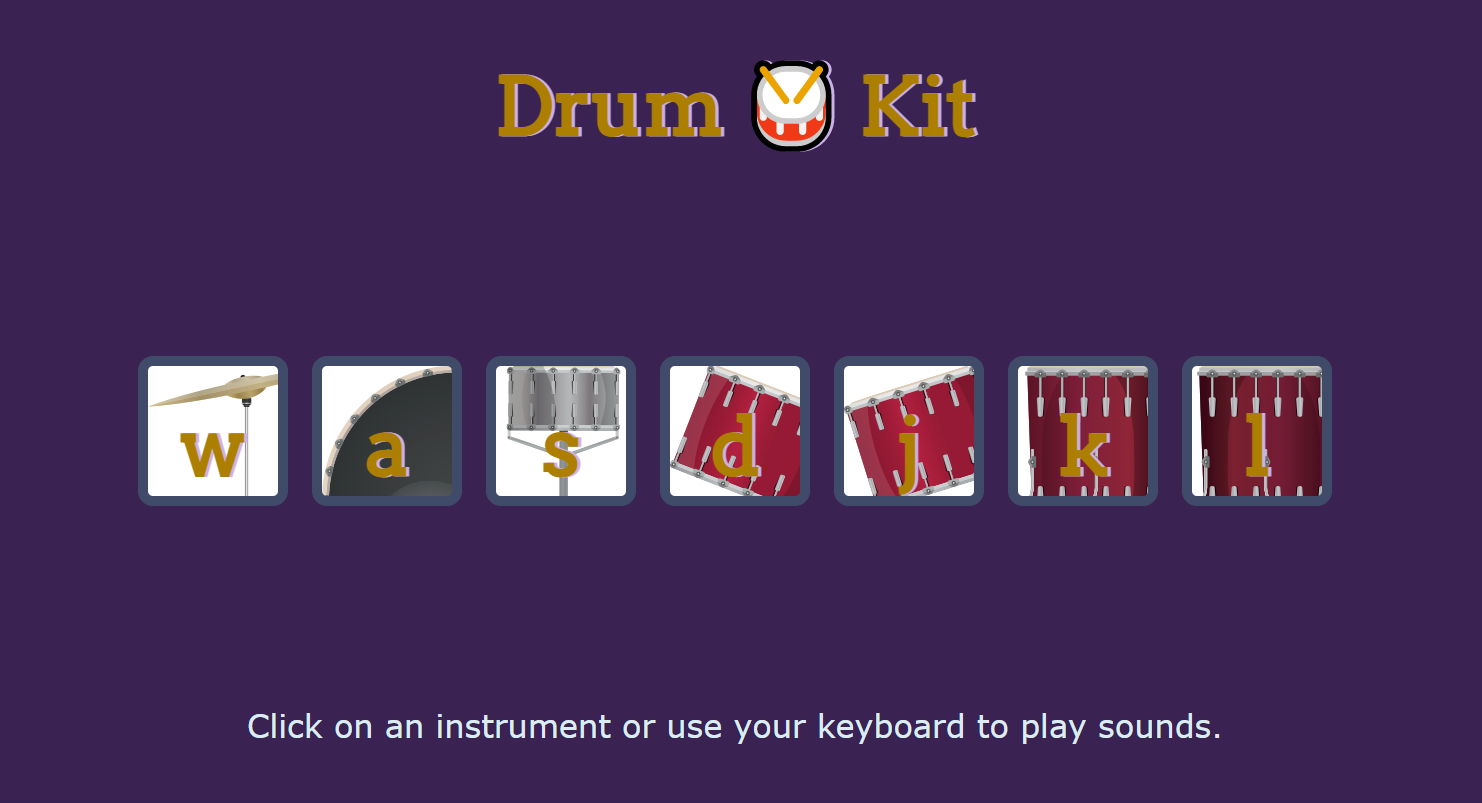 Drum 🥁 Kit
w a s d j k l
Click on an instrument or use your keyboard to play sounds.